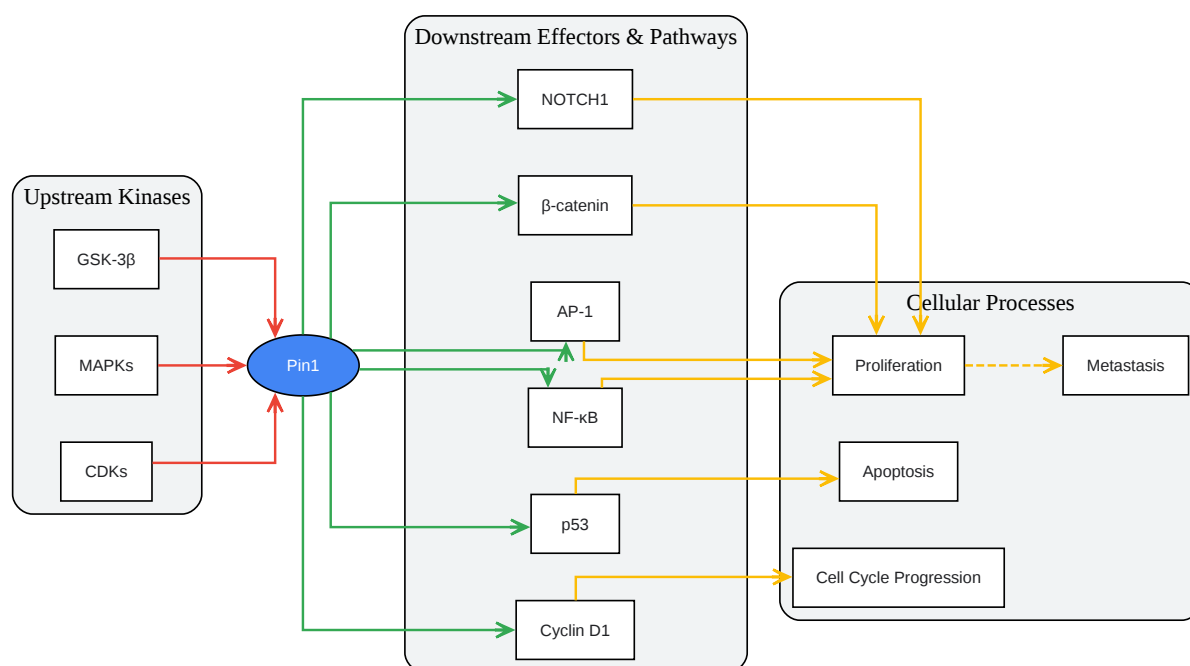 Downstream Effectors & Pathways
NOTCH1
Upstream Kinases
β-catenin
GSK-3β
AP-1
Cellular Processes
MAPKs
Pin1
Proliferation
Metastasis
NF-κB
CDKs
Apoptosis
p53
Cell Cycle Progression
Cyclin D1